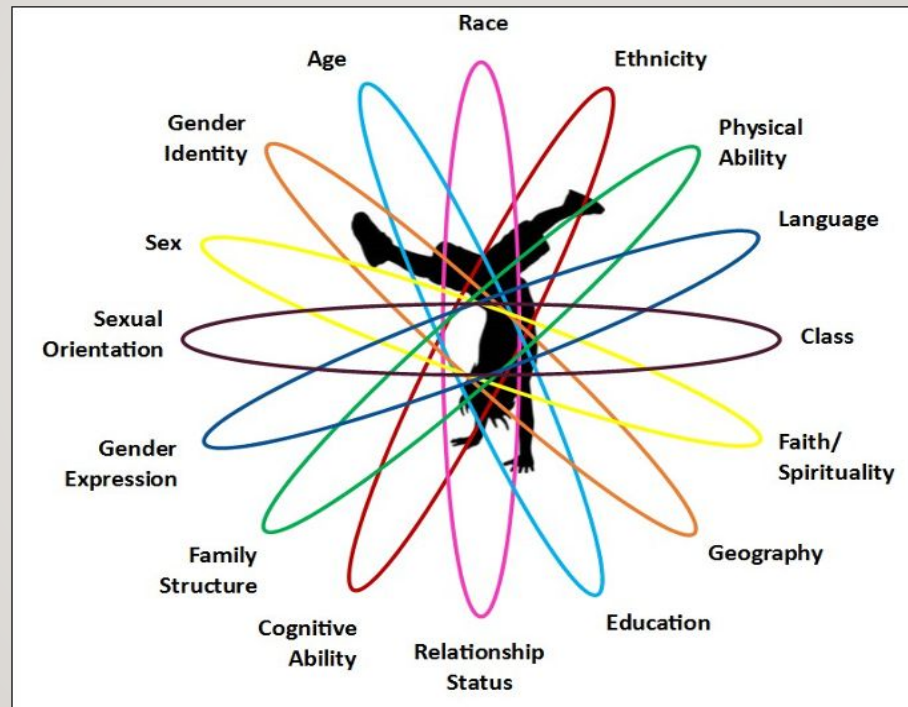 Race
Ethnicity
Physical
Ability
Language
Class
Faith/
Spirituality
Geography
Education
Relationship
Status
Cognitive
Ability
Family
Structure
Gender
Expression
Sexual
Orientation
Sex
Gender
Identity
Age